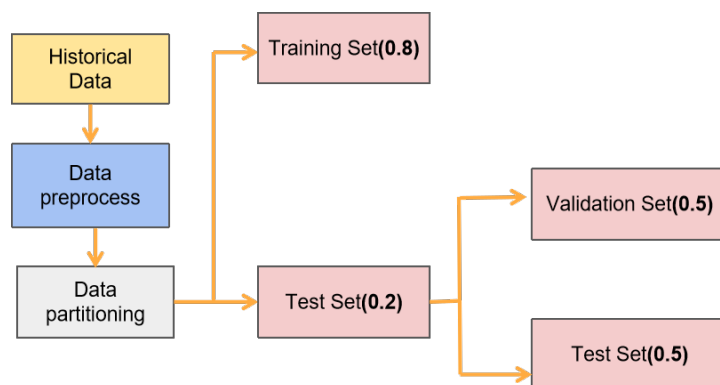 Historical
Data
Training Set(0.8)
Data
preprocess
Validation Set(0.5)
Data
partitioning
Test Set(0.2)
Test Set(0.5)